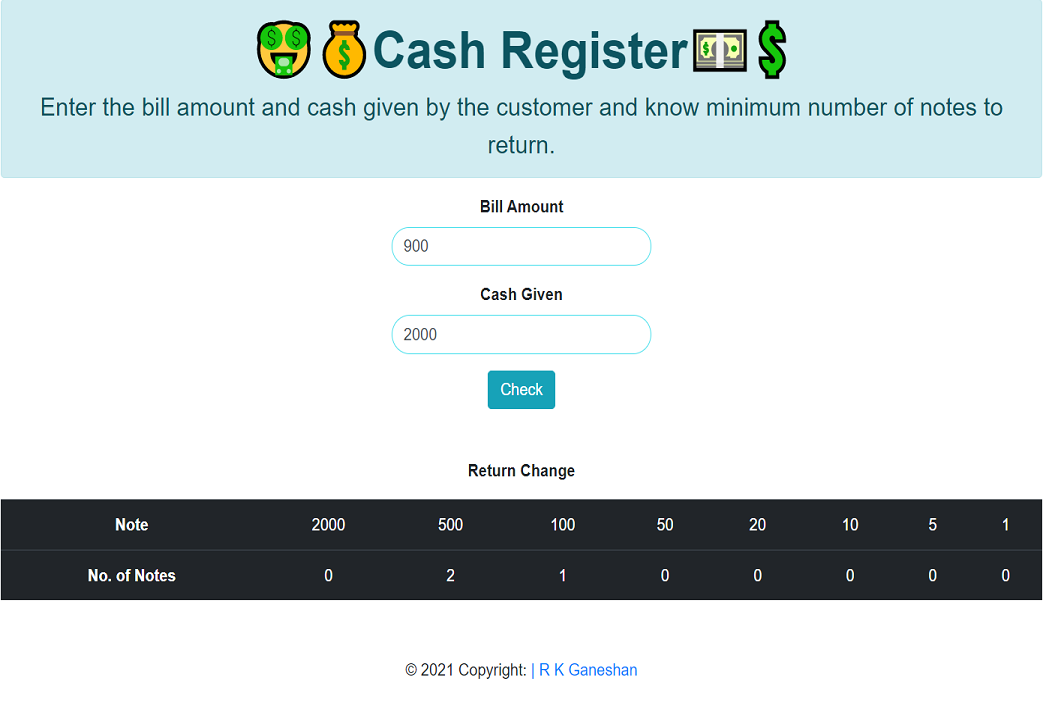 Cash Register
Enter the bill amount and cash given by the customer and know minimum number of notes to
return.
Bill Amount
900
Cash Given
2000
Check
Return Change
Note 2000 500 100 50 20 10 5 1
No. of Notes 0 2 1 0 0 0 0 0
© 2021 Copyright: | R K Ganeshan